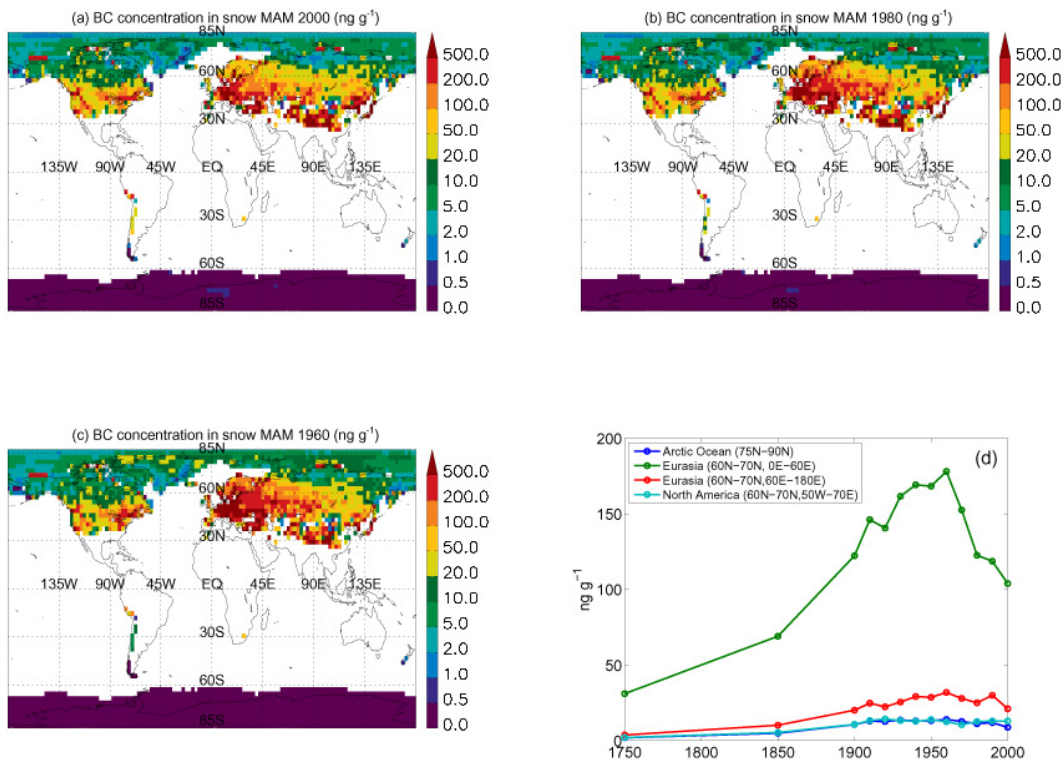 (a) BC concentration in snow MAM 2000 (ng g⁻¹)
85N
60N
30N
135W 90W 45W EQ 45E 90E 135E
30S
60S
85S
500.0
200.0
100.0
50.0
20.0
10.0
5.0
2.0
1.0
0.5
0.0
(b) BC concentration in snow MAM 1980 (ng g⁻¹)
85N
60N
30N
135W 90W 45W EQ 45E 90E 135E
30S
60S
85S
500.0
200.0
100.0
50.0
20.0
10.0
5.0
2.0
1.0
0.5
0.0
(c) BC concentration in snow MAM 1960 (ng g⁻¹)
85N
60N
30N
135W 90W 45W EQ 45E 90E 135E
30S
60S
85S
500.0
200.0
100.0
50.0
20.0
10.0
5.0
2.0
1.0
0.5
0.0
(d)
Arctic Ocean (75N−90N)
Eurasia (60N−70N, 0E−60E)
Eurasia (60N−70N,60E−180E)
North America (60N−70N,50W−70E)
200
150
100
50
0
ng g⁻¹
1750 1800 1850 1900 1950 2000